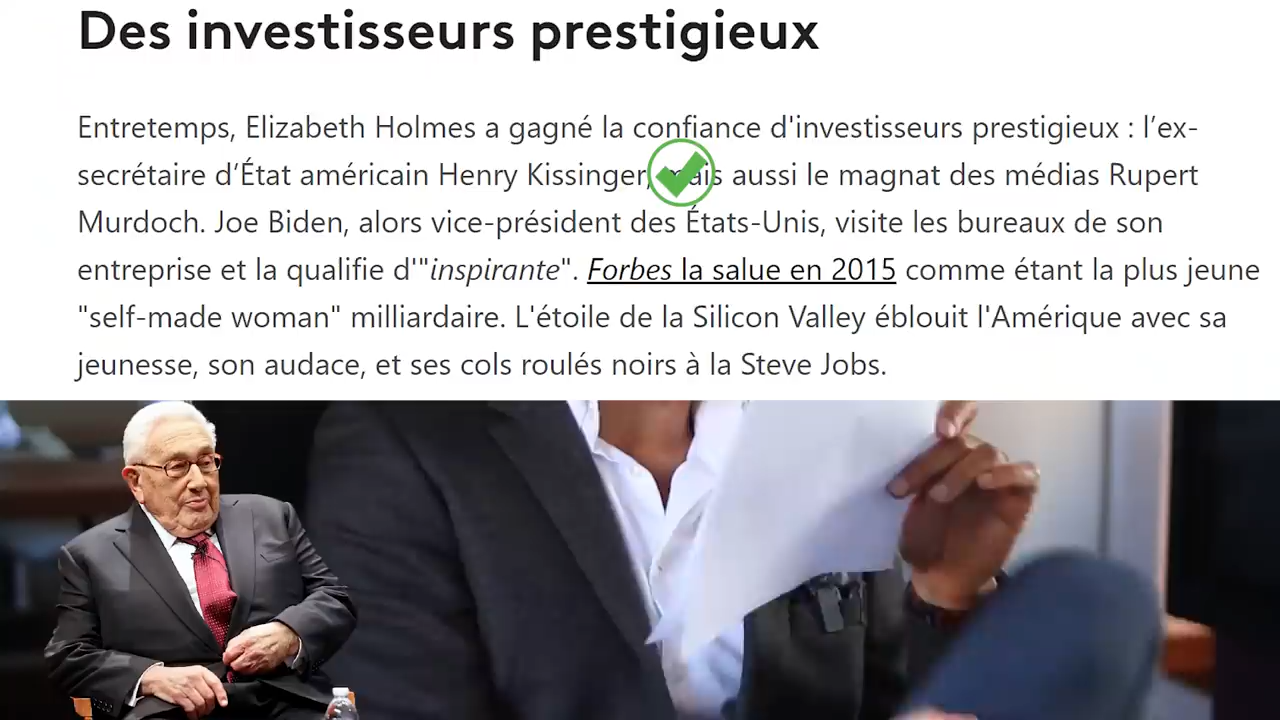 Des investisseurs prestigieux
Entretemps, Elizabeth Holmes a gagné la confiance d'investisseurs prestigieux : l’ex-
secrétaire d’État américain Henry Kissinger, mais aussi le magnat des médias Rupert
Murdoch. Joe Biden, alors vice-président des États-Unis, visite les bureaux de son
entreprise et la qualifie d'"inspirante". Forbes la salue en 2015 comme étant la plus jeune
"self-made woman" milliardaire. L'étoile de la Silicon Valley éblouit l'Amérique avec sa
jeunesse, son audace, et ses cols roulés noirs à la Steve Jobs.